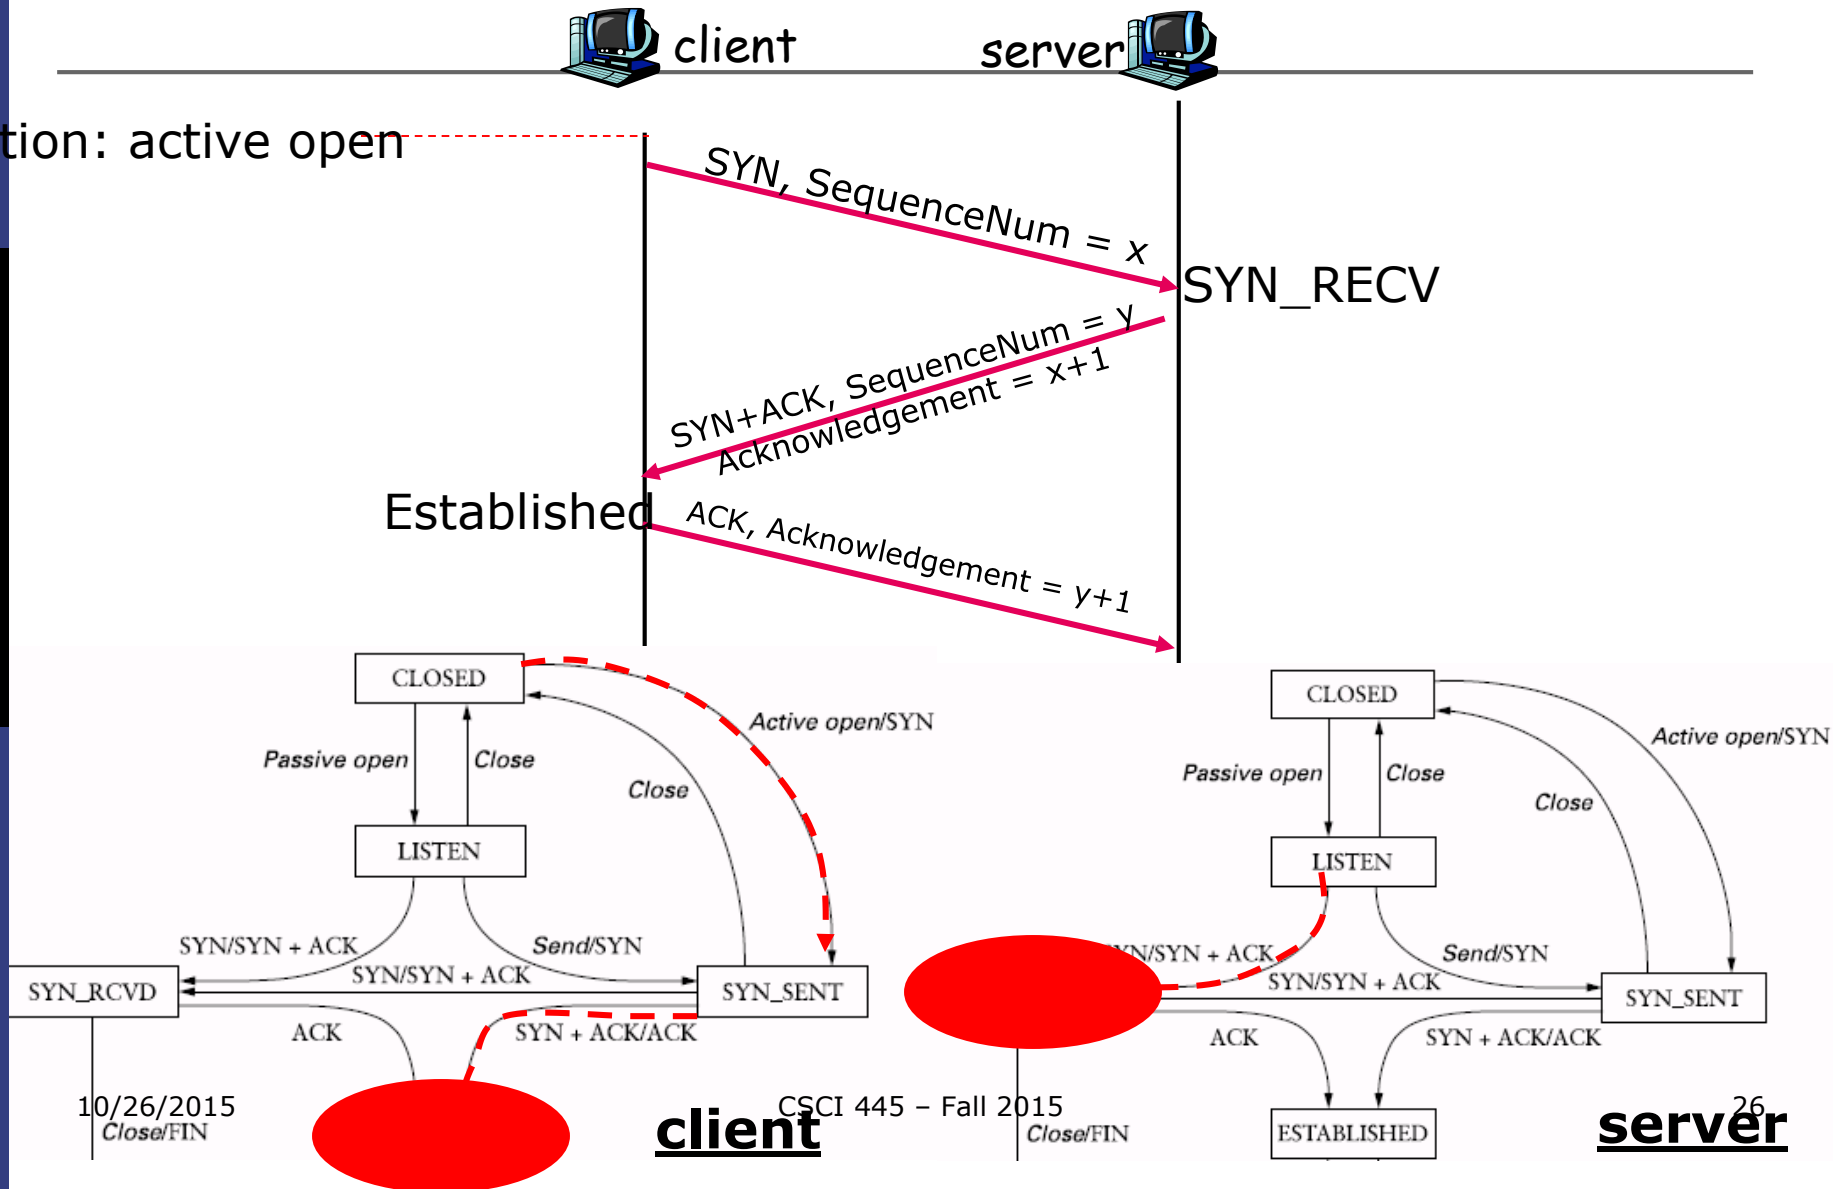 client
server
tion: active open
SYN, SequenceNum = x
SYN_RECV
SYN+ACK, SequenceNum = y
Acknowledgement = x+1
Established
ACK, Acknowledgement = y+1
CLOSED
Active open/SYN
Passive open
Close
Close
LISTEN
SYN/SYN + ACK
Send/SYN
SYN/SYN + ACK
SYN_RCVD
SYN_SENT
ACK
SYN + ACK/ACK
Close/FIN
client
CLOSED
Active open/SYN
Passive open
Close
Close
LISTEN
YN/SYN + ACK
Send/SYN
SYN/SYN + ACK
SYN_SENT
ACK
SYN + ACK/ACK
Close/FIN
ESTABLISHED
server
10/26/2015
CSCI 445 – Fall 2015
26